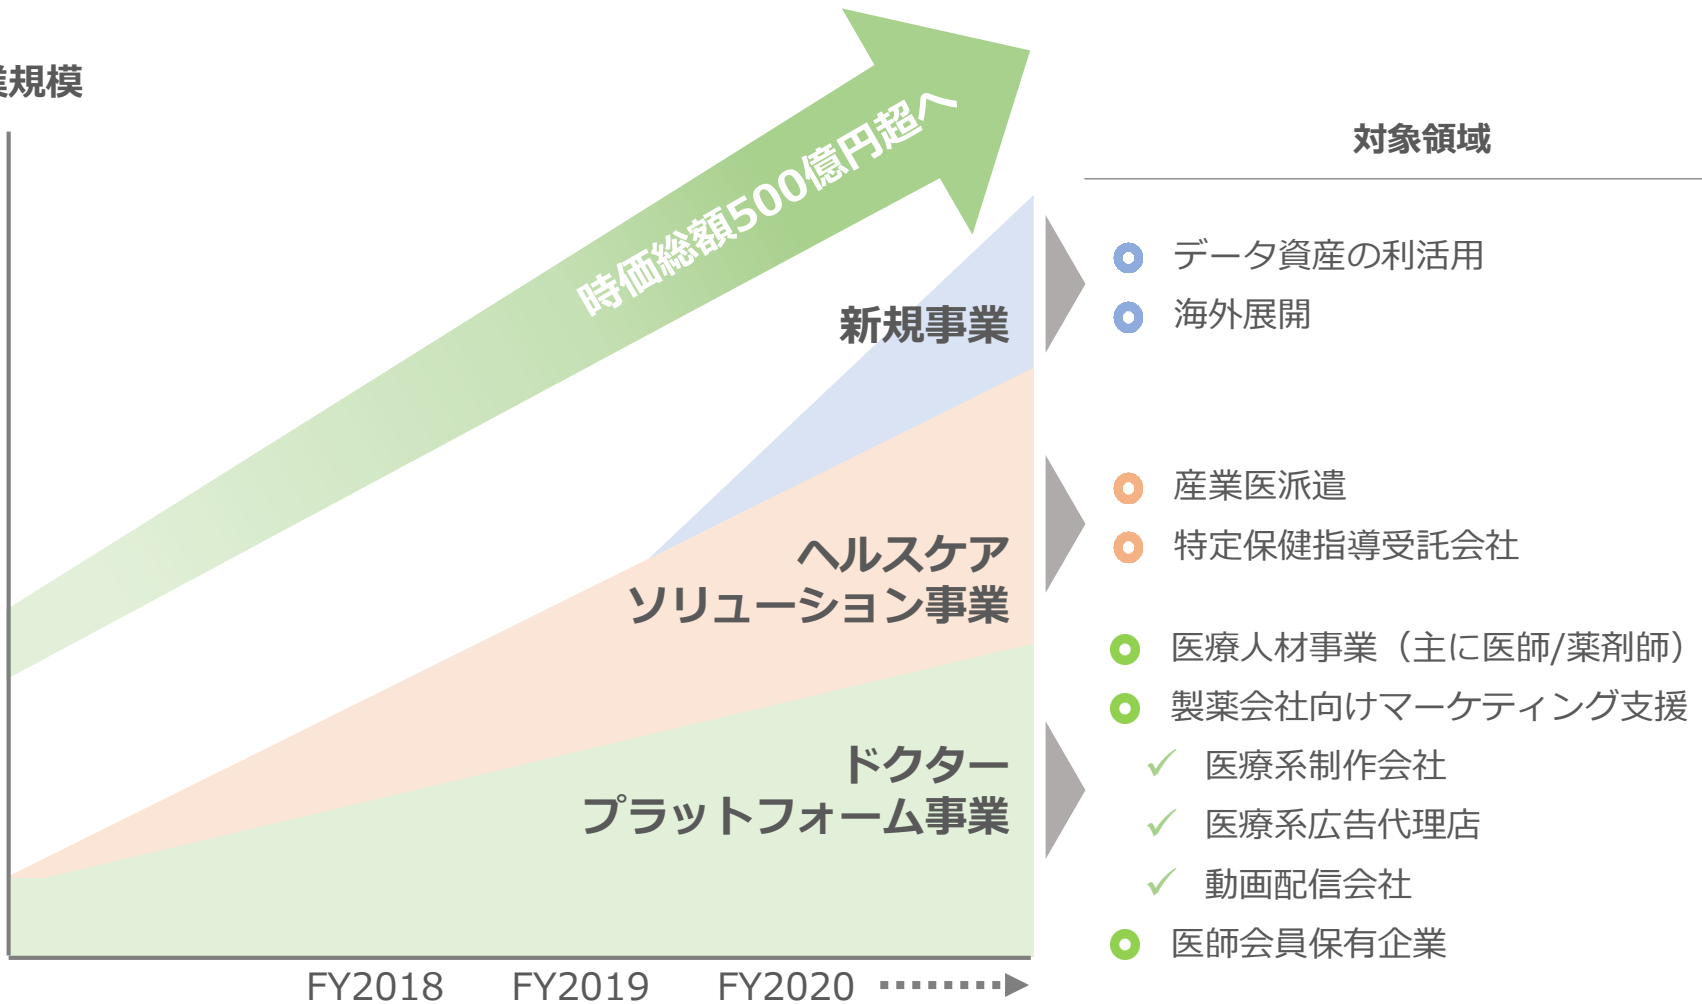 業規模
時価総額500億円超へ
新規事業
ヘルスケア
ソリューション事業
ドクター
プラットフォーム事業
FY2018 FY2019 FY2020
対象領域
データ資産の利活用
海外展開
産業医派遣
特定保健指導受託会社
医療人材事業（主に医師/薬剤師）
製薬会社向けマーケティング支援
医療系制作会社
医療系広告代理店
動画配信会社
医師会員保有企業